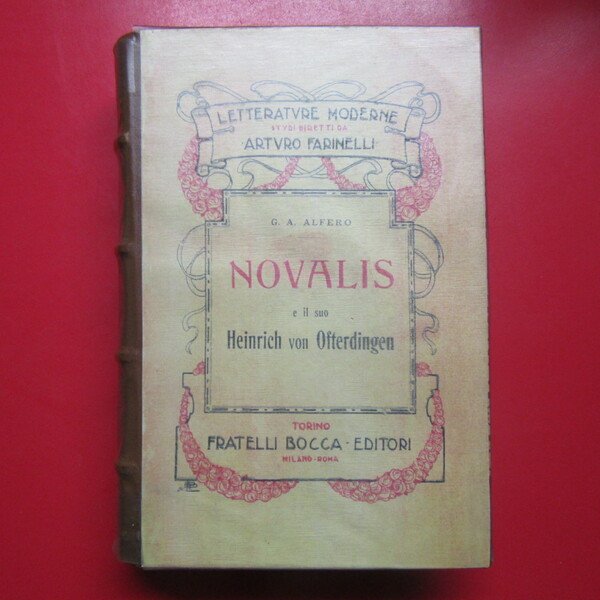 LETTERATVRE MODERNE
STVDI DIRETTI DA
ARTVRO FARINELLI
G. A. ALFERO
NOVALIS
e il suo
Heinrich von Ofterdingen
TORINO
FRATELLI BOCCA - EDITORI
MILANO - ROMA